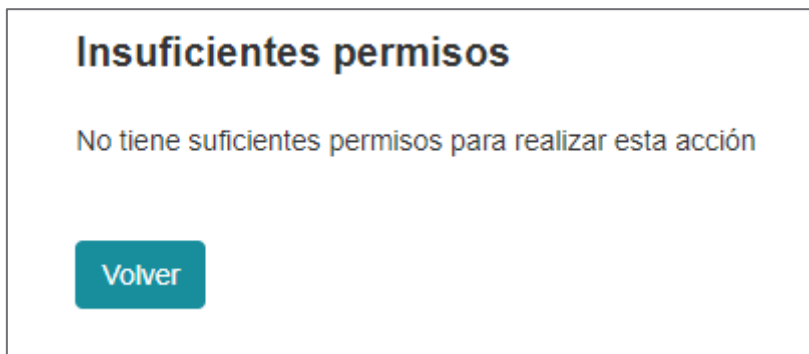 Insuficientes permisos
No tiene suficientes permisos para realizar esta acción
Volver